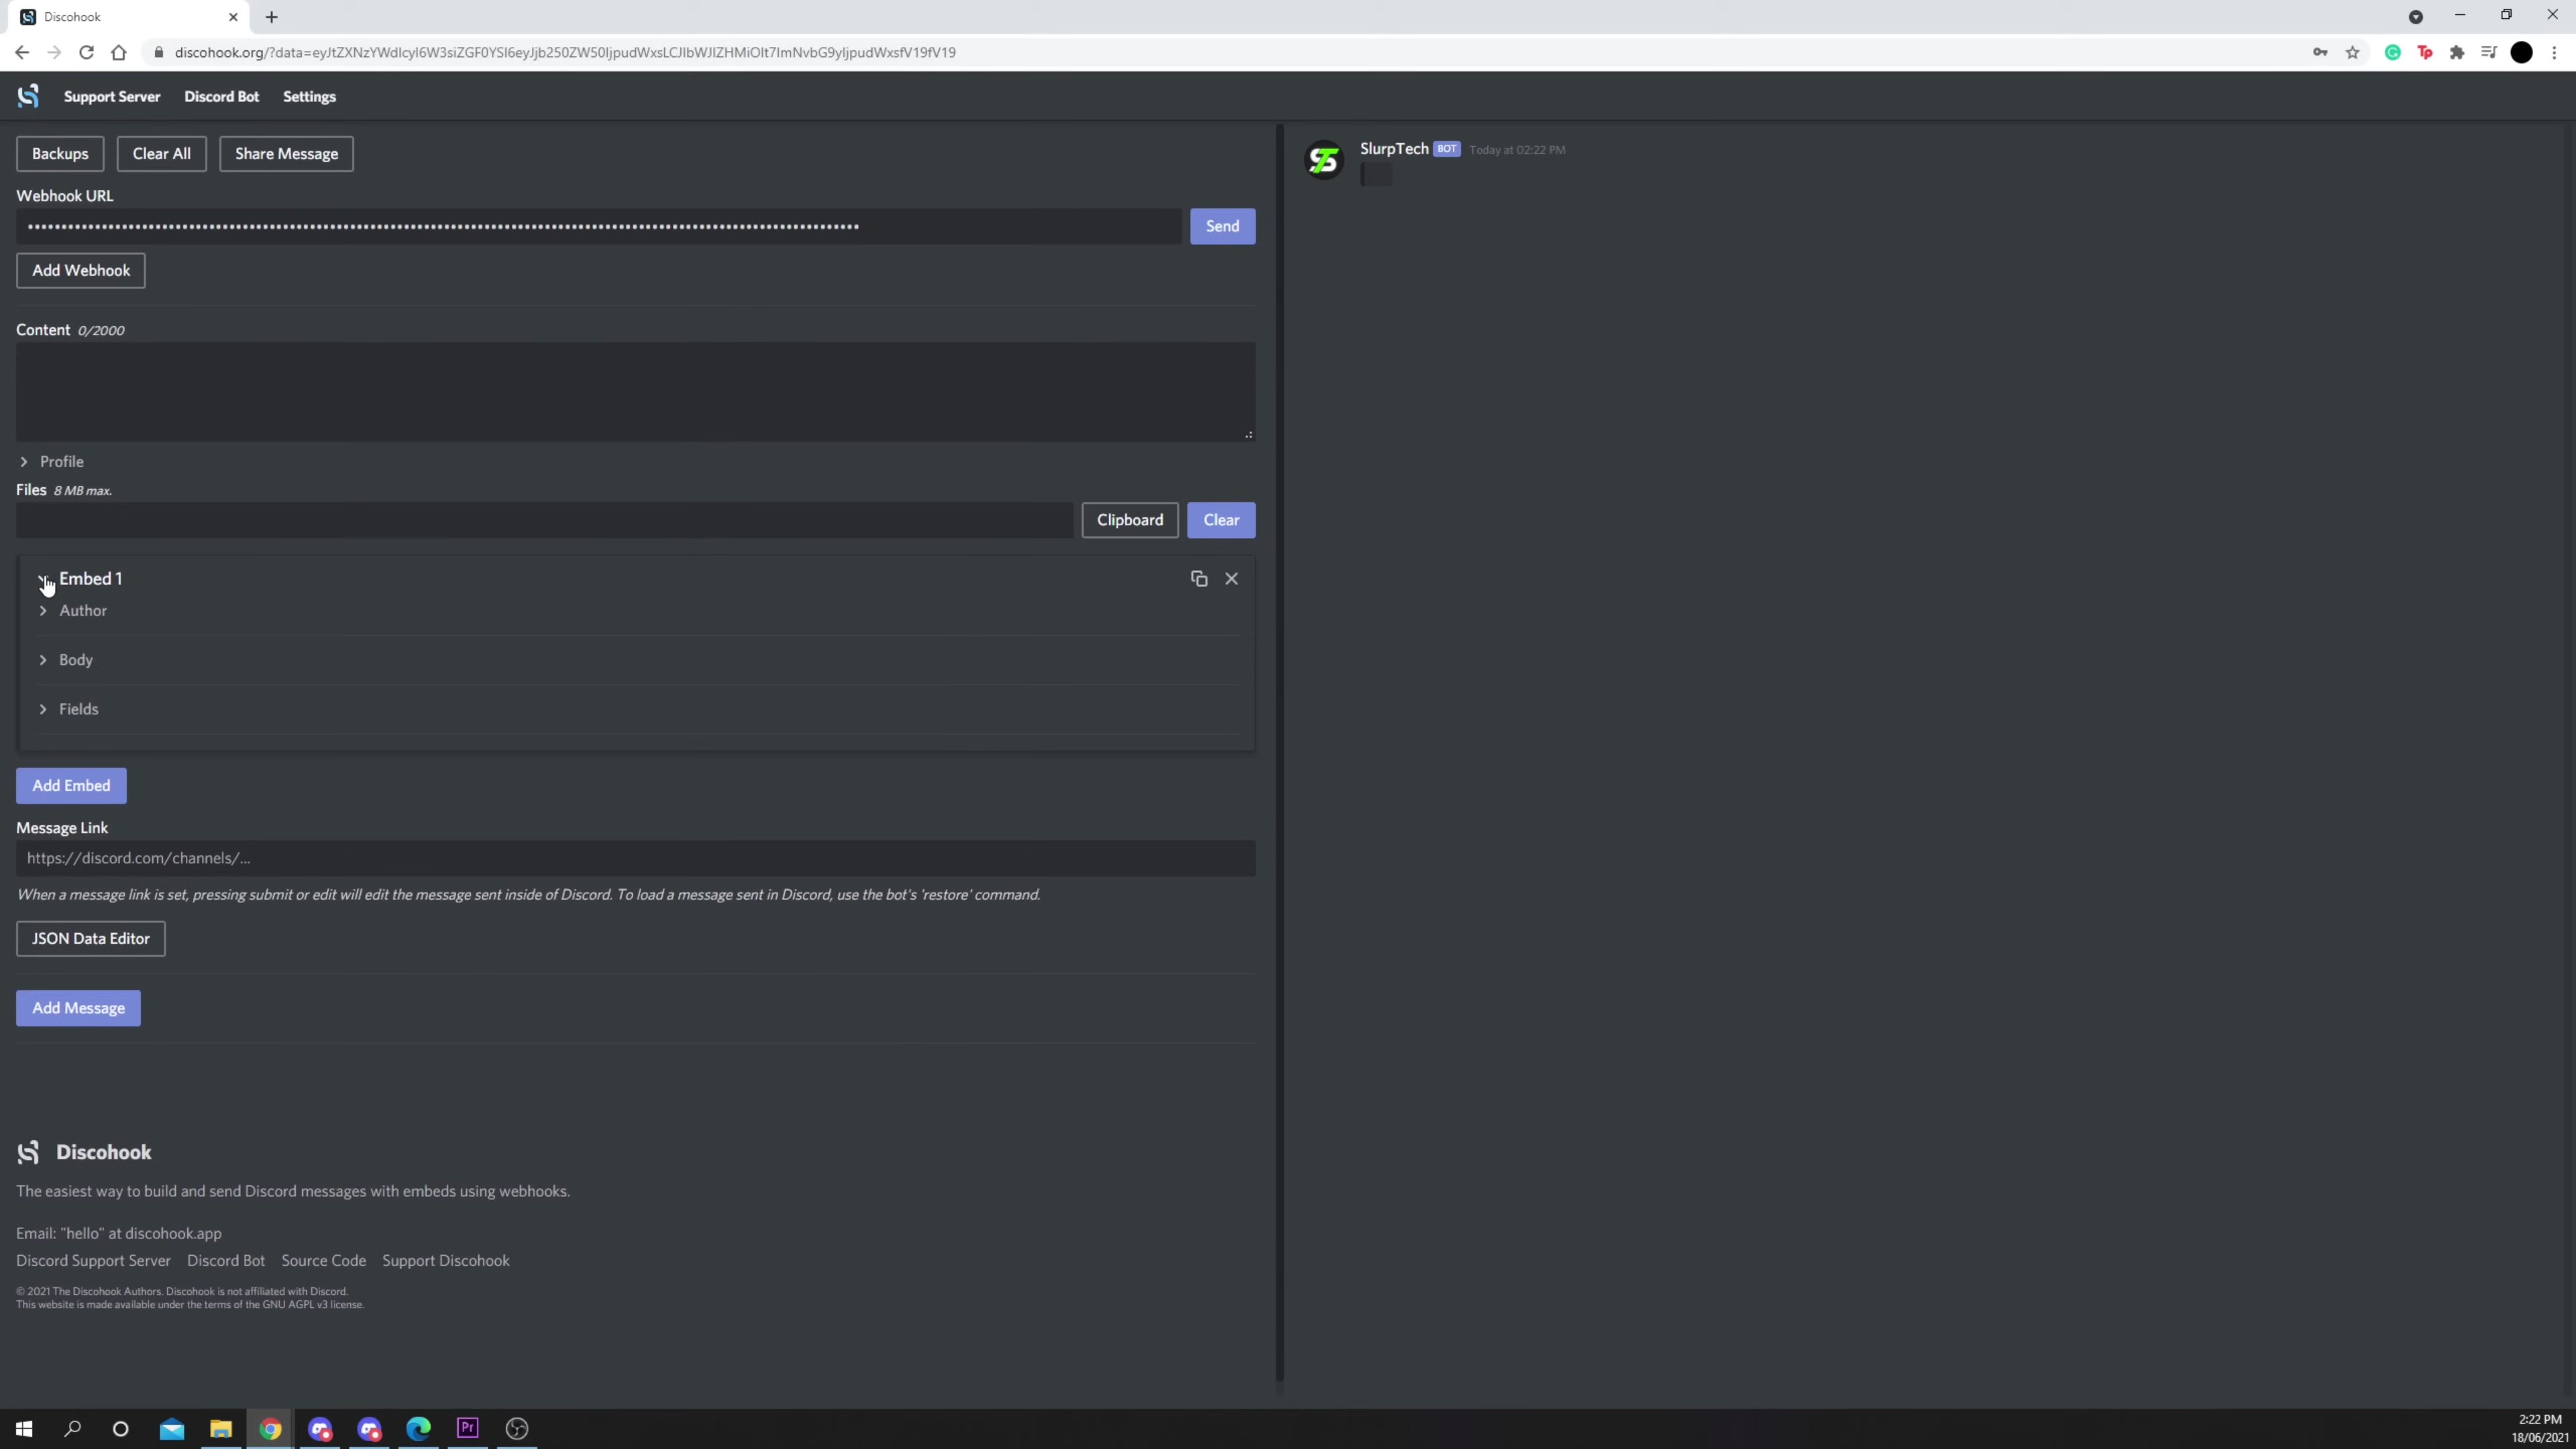 Discohook
discohook.org/?data=eyJtZXNzYWdlcyI6W3siZGF0YSI6eyJjb250ZW50IjpudWxsLCJlbWJlZHMiOlt7ImNvbG9yIjpudWxsfV19fV19
Support Server Discord Bot Settings
Backups Clear All Share Message
SlurpTech BOT Today at 02:22 PM
Webhook URL
Send
Add Webhook
Content 0/2000
Profile
Files 8 MB max.
Clipboard Clear
Embed 1
Author
Body
Fields
Add Embed
Message Link
https://discord.com/channels/...
When a message link is set, pressing submit or edit will edit the message sent inside of Discord. To load a message sent in Discord, use the bot's 'restore' command.
JSON Data Editor
Add Message
Discohook
The easiest way to build and send Discord messages with embeds using webhooks.
Email: "hello" at discohook.app
Discord Support Server Discord Bot Source Code Support Discohook
© 2021 The Discohook Authors. Discohook is not affiliated with Discord.
This website is made available under the terms of the GNU AGPL v3 license.
Pr
2:22 PM
18/06/2021